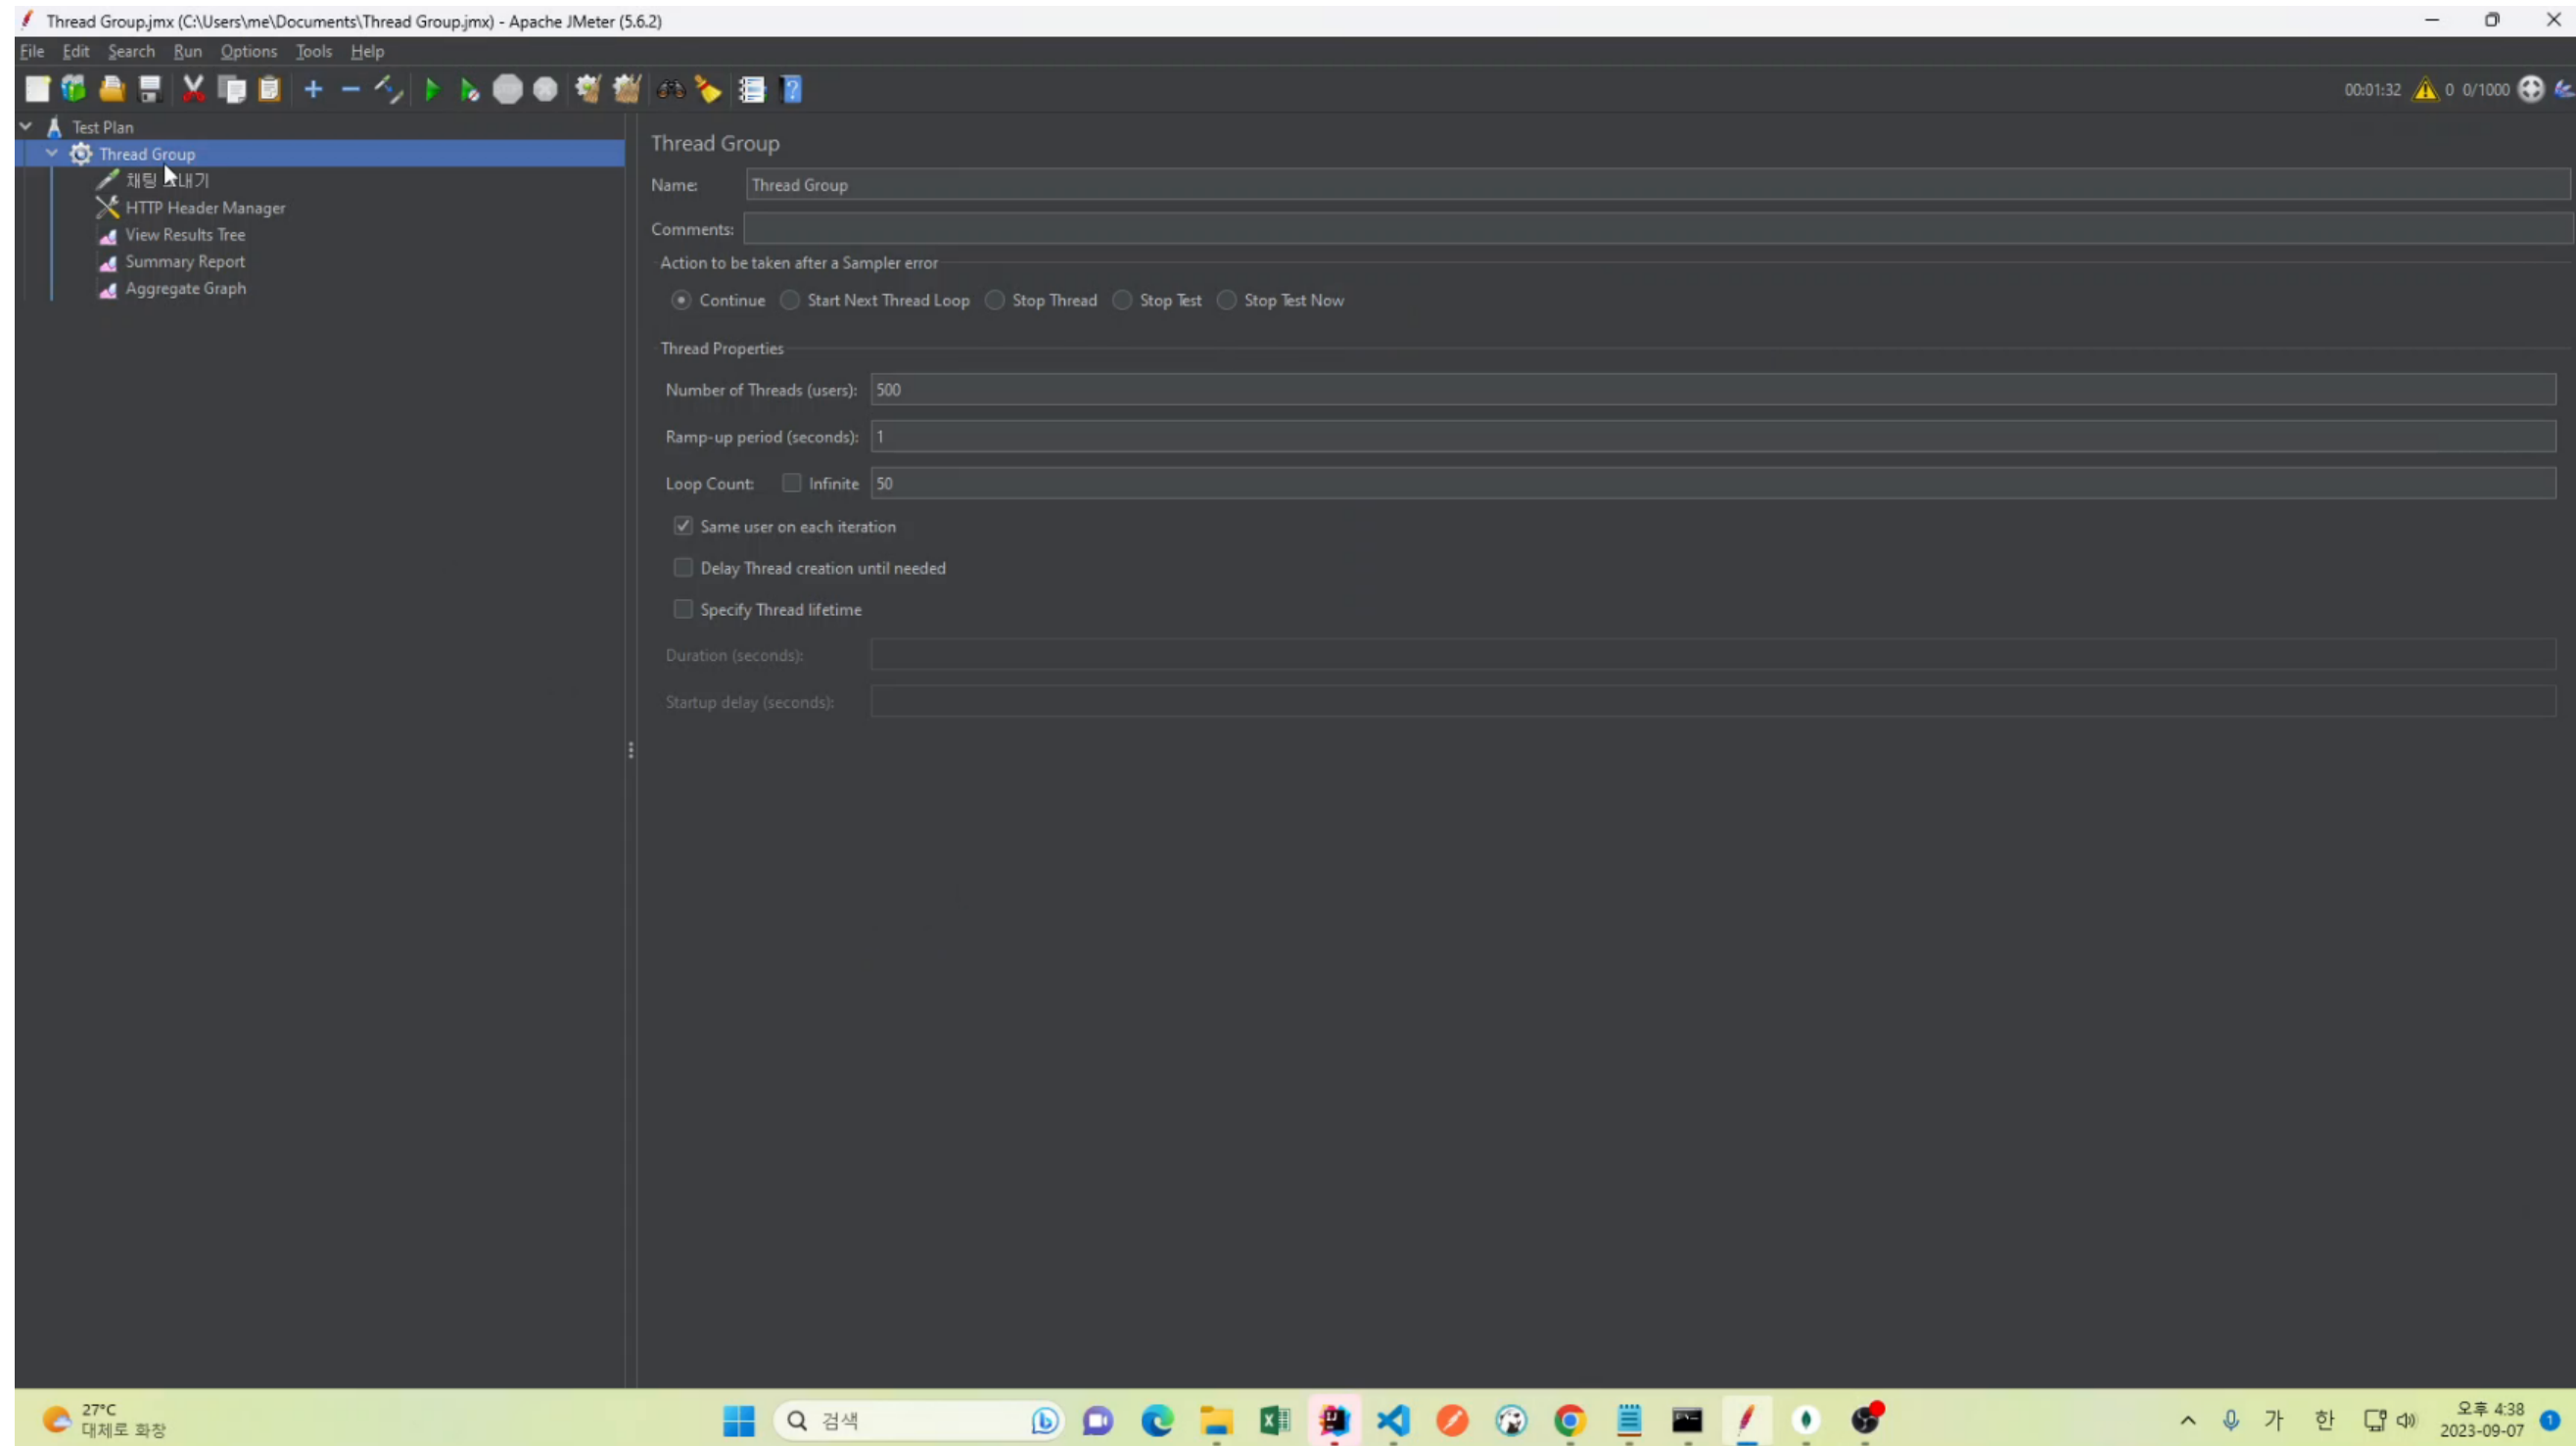 Thread Group.jmx (C:\Users\me\Documents\Thread Group.jmx) - Apache JMeter (5.6.2)
File Edit Search Run Options Tools Help
00:01:32 0 0/1000
Test Plan
Thread Group
채팅 내기
HTTP Header Manager
View Results Tree
Summary Report
Aggregate Graph
Thread Group
Name: Thread Group
Comments:
Action to be taken after a Sampler error
Continue Start Next Thread Loop Stop Thread Stop Test Stop Test Now
Thread Properties
Number of Threads (users): 500
Ramp-up period (seconds): 1
Loop Count: Infinite 50
Same user on each iteration
Delay Thread creation until needed
Specify Thread lifetime
Duration (seconds):
Startup delay (seconds):
27°C
대체로 화창
검색
가 한
오후 4:38
2023-09-07
1